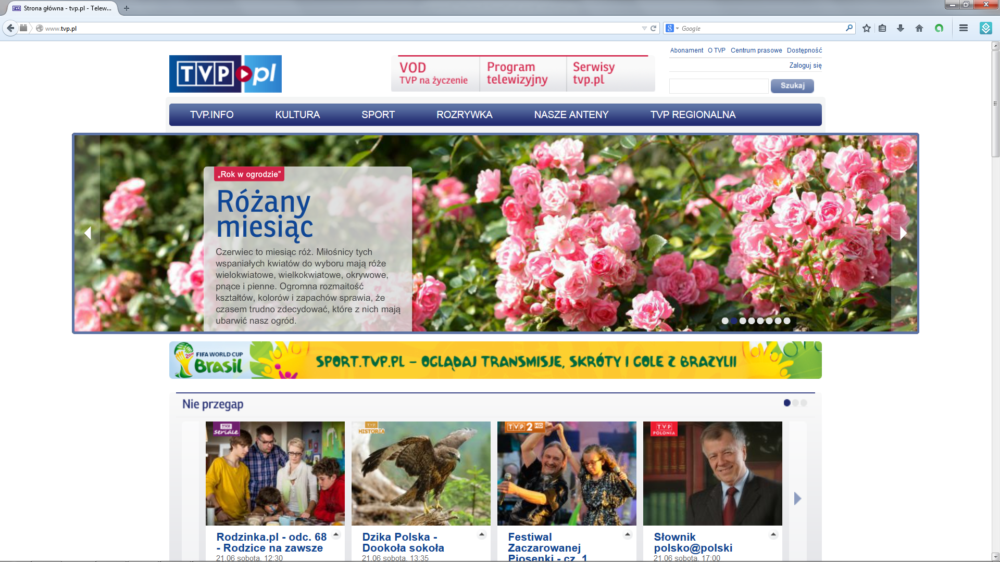 Strona główna - tvp.pl - Telew...
www.tvp.pl
Google
Abonament O TVP Centrum prasowe Dostępność
Zaloguj się
Szukaj
TVP pl
VOD
TVP na życzenie
Program
telewizyjny
Serwisy
tvp.pl
TVP.INFO KULTURA SPORT ROZRYWKA NASZE ANTENY TVP REGIONALNA
„Rok w ogrodzie”
Różany
miesiąc
Czerwiec to miesiąc róż. Miłośnicy tych
wspaniałych kwiatów do wyboru mają róże
wielokwiatowe, wielkokwiatowe, okrywowe,
pnące i pienne. Ogromna rozmaitość
kształtów, kolorów i zapachów sprawia, że
czasem trudno zdecydować, które z nich mają
ubarwić nasz ogród.
FIFA WORLD CUP
Brasil
SPORT.TVP.PL – OGLĄDAJ TRANSMISJE, SKRÓTY I GOLE Z BRAZYLII
Nie przegap
TVP
seriale
TVP
HISTORIA
TVP 2 HD
TVP
POLONIA
Rodzinka.pl - odc. 68
- Rodzice na zawsze
21.06 sobota, 12:30
Dzika Polska -
Dookoła sokoła
21.06 sobota, 13:35
Festiwal
Zaczarowanej
Piosenki - cz. 1
Słownik
polsko@polski
21.06 sobota, 17:00